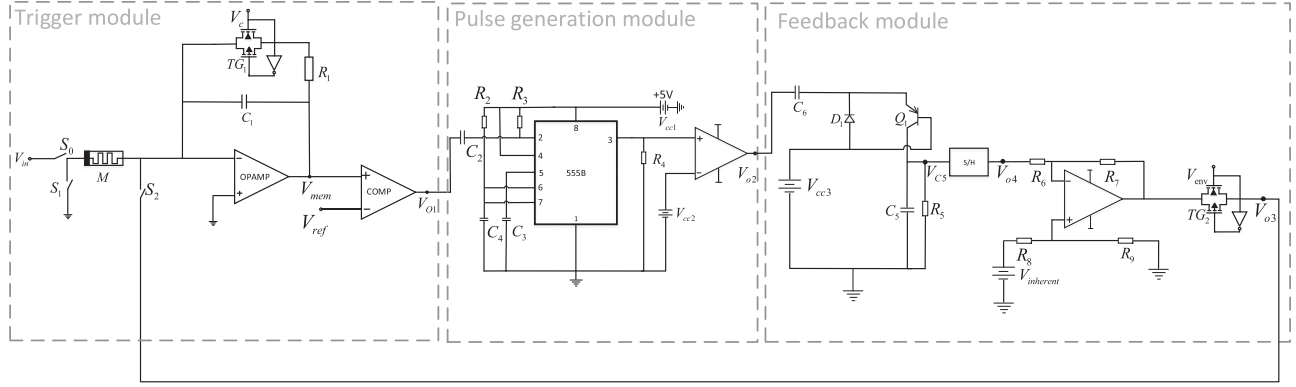 Trigger module
Pulse generation module
Feedback module
V_c
TG_1
R_1
C_1
V_in
S_0
S_1
M
S_2
−
+
OPAMP
V_mem
V_ref
+
−
COMP
V_O1
C_2
R_2
R_3
+5V
V_cc1
8
2
3
4
555B
5
6
7
1
C_4
C_3
R_4
V_cc2
+
−
V_o2
C_6
D_1
Q_1
V_cc3
V_C5
C_5
R_5
S/H
V_o4
R_6
R_7
−
+
R_8
R_9
V_inherent
V_env
TG_2
V_o3